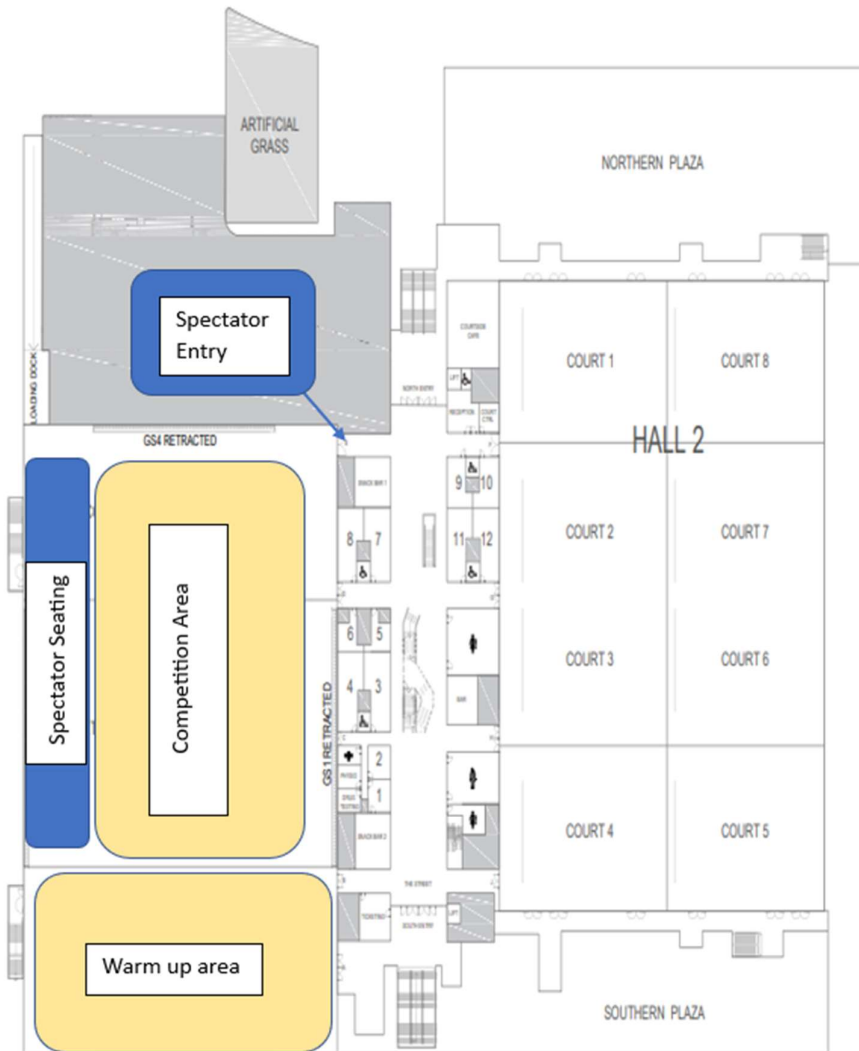 ARTIFICIAL
GRASS
NORTHERN PLAZA
Spectator
Entry
LOADING DOCK
COURTSIDE
CAFE
LIFT
NORTH ENTRY
RECEPTION
COURT
CTRL
COURT 1
COURT 8
HALL 2
GS4 RETRACTED
SNACK BAR 1
9
10
8
7
11
12
COURT 2
COURT 7
Spectator Seating
Competition Area
6
5
4
3
COURT 3
COURT 6
BAR
GS1 RETRACTED
2
PHYSIO
1
DRUG
TESTING
SNACK BAR 2
COURT 4
COURT 5
THE STREET
TICKETING
SOUTH ENTRY
LIFT
Warm up area
SOUTHERN PLAZA